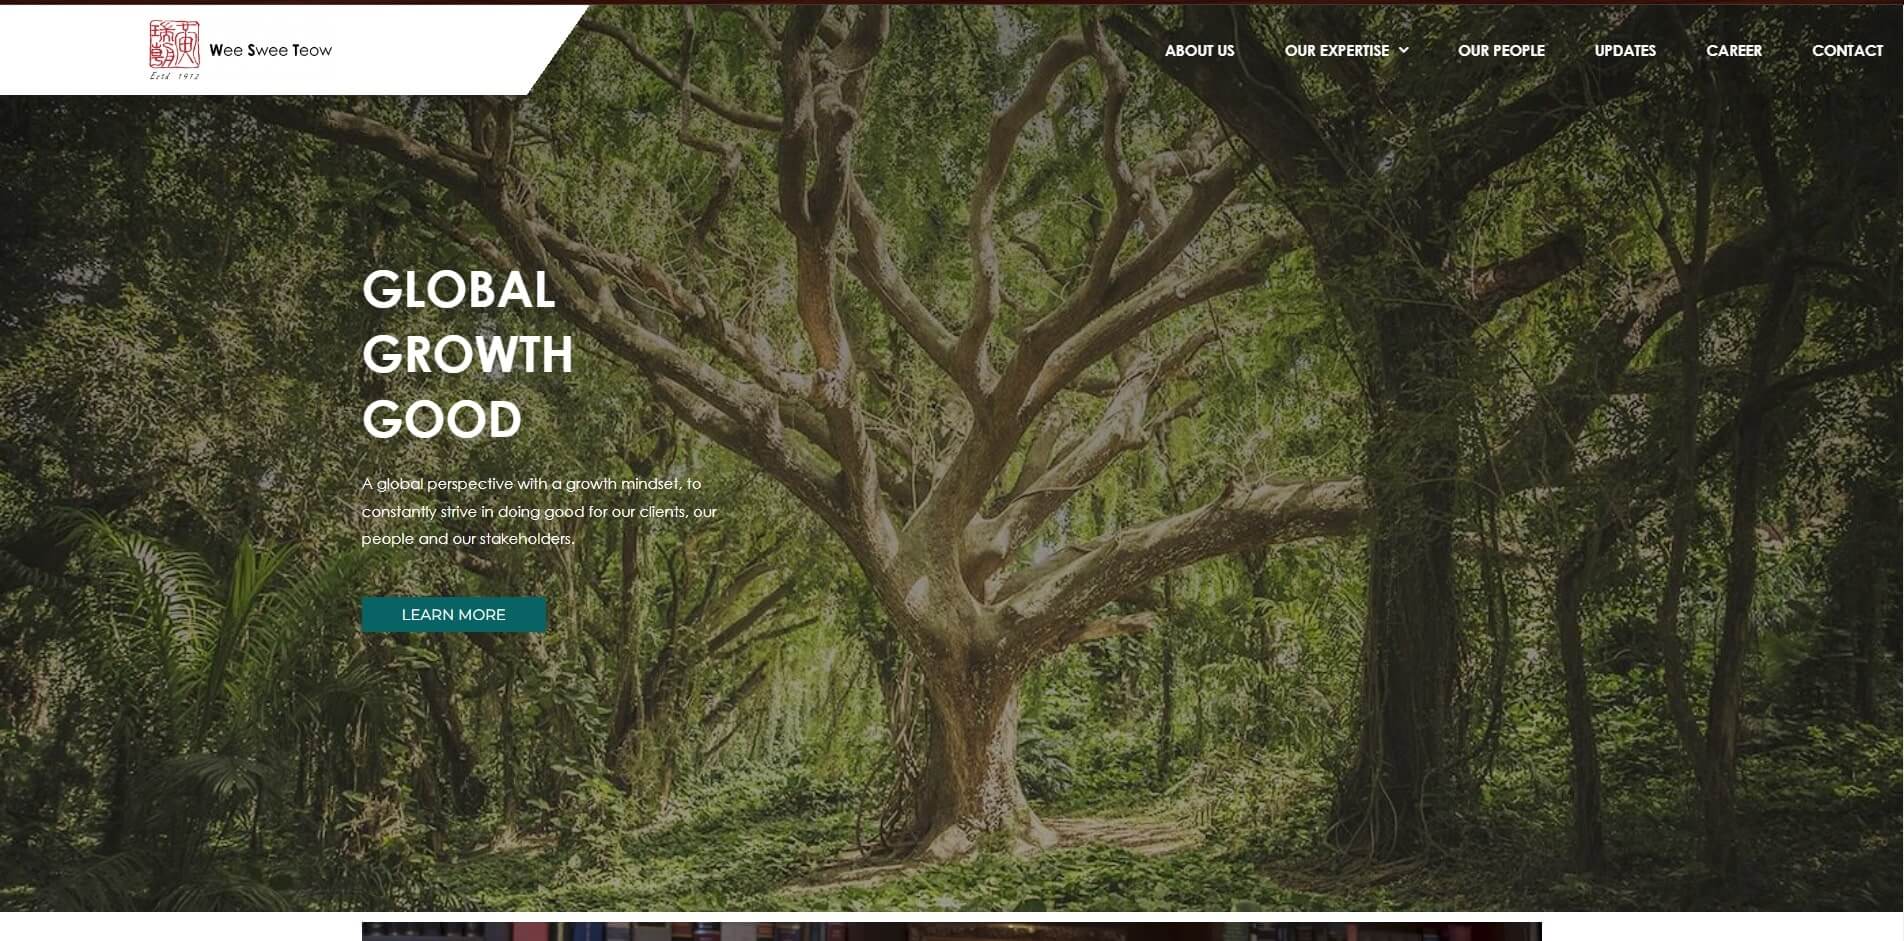 Estd 1912
Wee Swee Teow
ABOUT US
OUR EXPERTISE
OUR PEOPLE
UPDATES
CAREER
CONTACT
GLOBAL
GROWTH
GOOD
A global perspective with a growth mindset, to
constantly strive in doing good for our clients, our
people and our stakeholders.
LEARN MORE